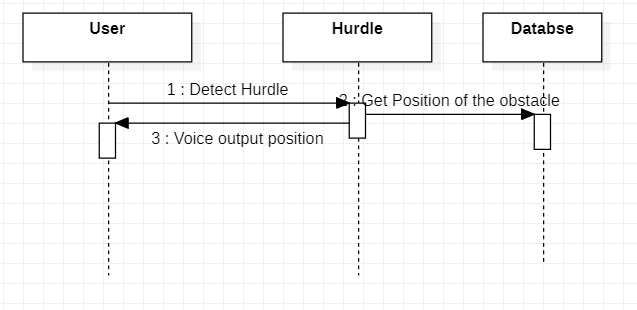 User
Hurdle
Databse
1 : Detect Hurdle
2 : Get Position of the obstacle
3 : Voice output position